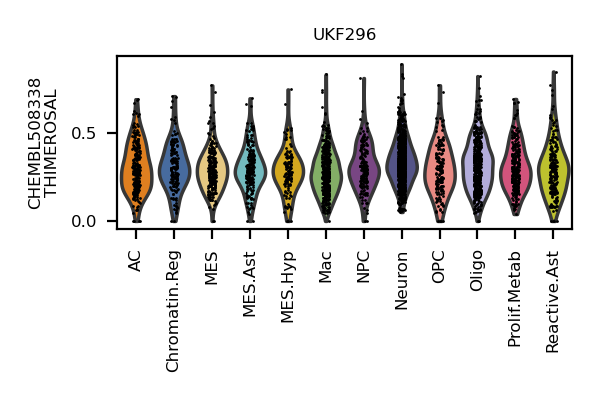 UKF296
CHEMBL508338
THIMEROSAL
0.5
0.0
AC
Chromatin.Reg
MES
MES.Ast
MES.Hyp
Mac
NPC
Neuron
OPC
Oligo
Prolif.Metab
Reactive.Ast